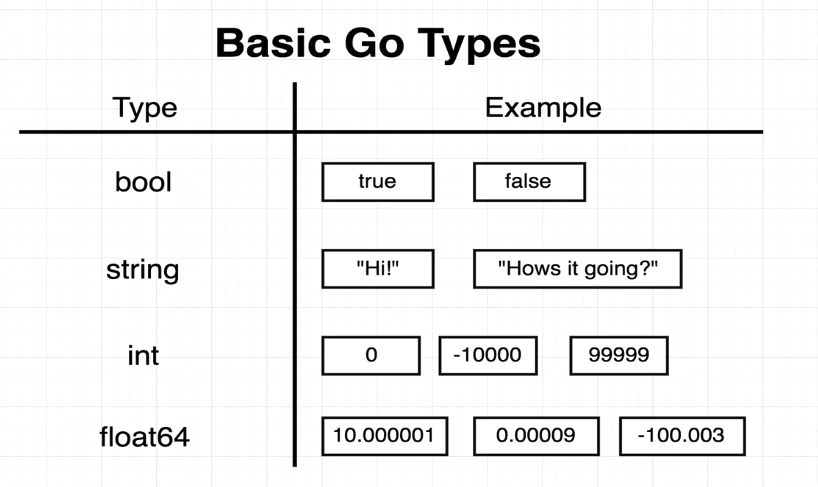 Basic Go Types
Type Example
bool true false
string "Hi!" "Hows it going?"
int 0 -10000 99999
float64 10.000001 0.00009 -100.003